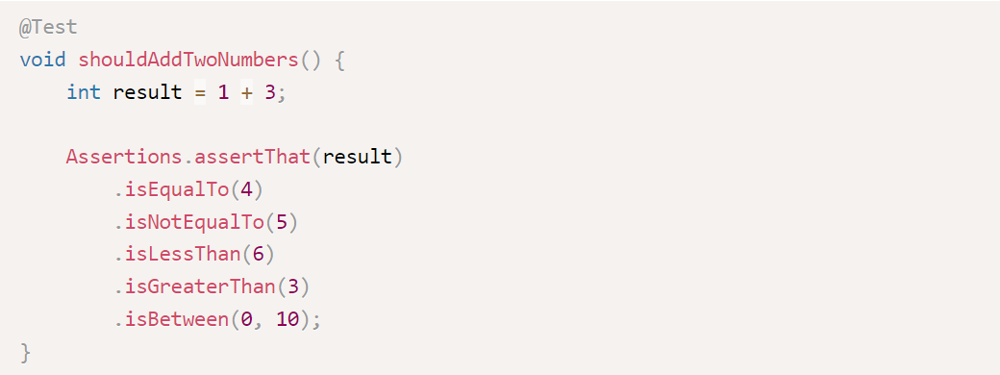 @Test
void shouldAddTwoNumbers() {
    int result = 1 + 3;

    Assertions.assertThat(result)
        .isEqualTo(4)
        .isNotEqualTo(5)
        .isLessThan(6)
        .isGreaterThan(3)
        .isBetween(0, 10);
}